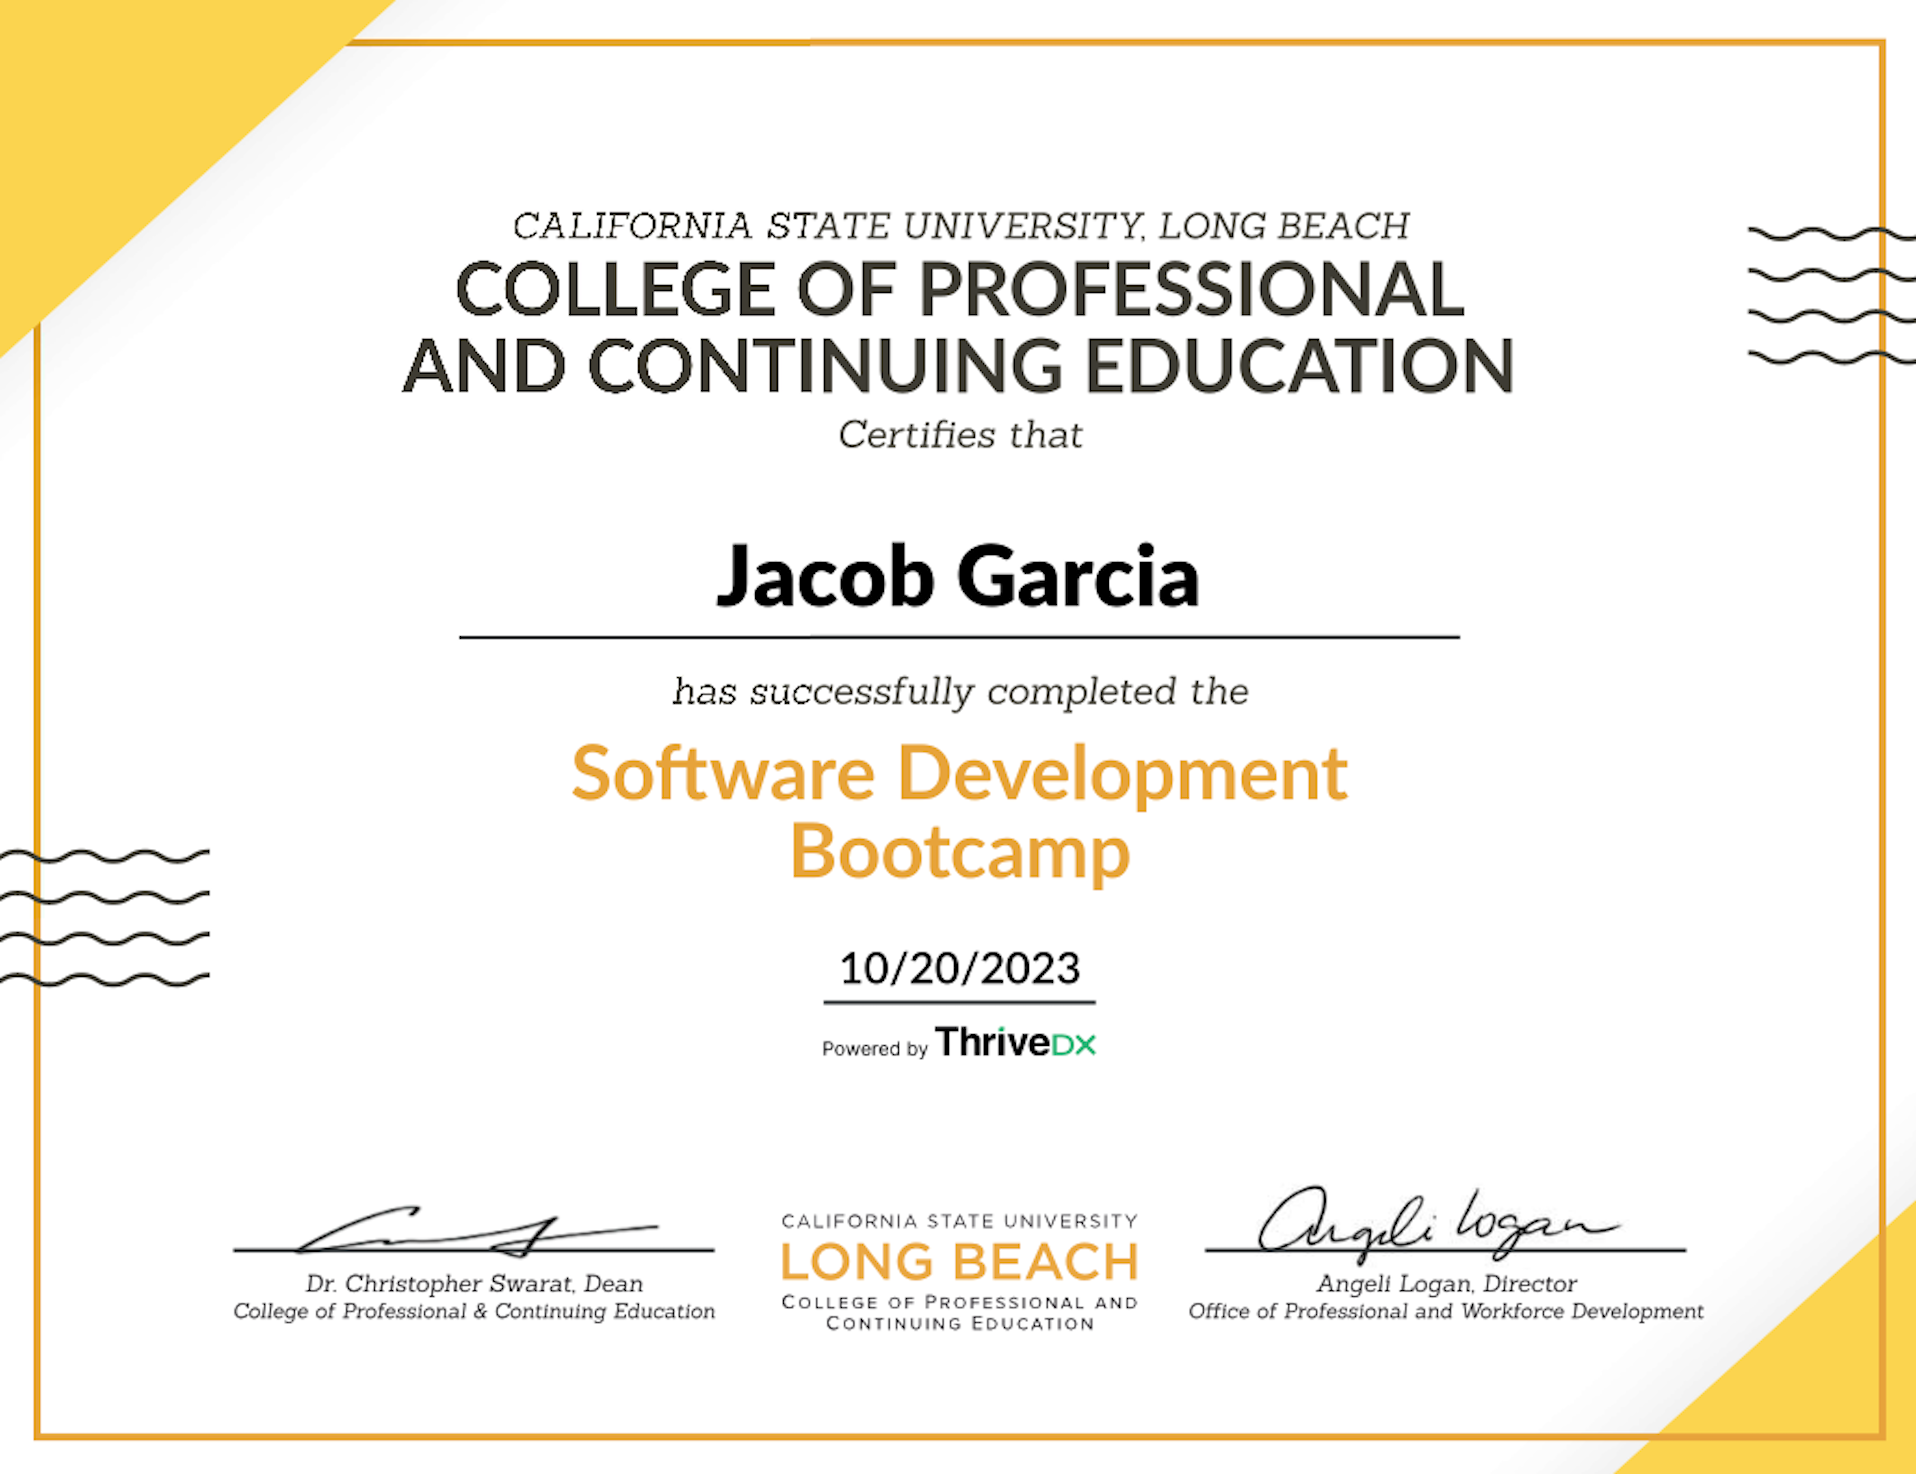 CALIFORNIA STATE UNIVERSITY, LONG BEACH
COLLEGE OF PROFESSIONAL
AND CONTINUING EDUCATION
Certifies that
Jacob Garcia
has successfully completed the
Software Development
Bootcamp
10/20/2023
Powered by ThriveDX
Dr. Christopher Swarat, Dean
College of Professional & Continuing Education
CALIFORNIA STATE UNIVERSITY
LONG BEACH
COLLEGE OF PROFESSIONAL AND
CONTINUING EDUCATION
Angeli Logan
Angeli Logan, Director
Office of Professional and Workforce Development